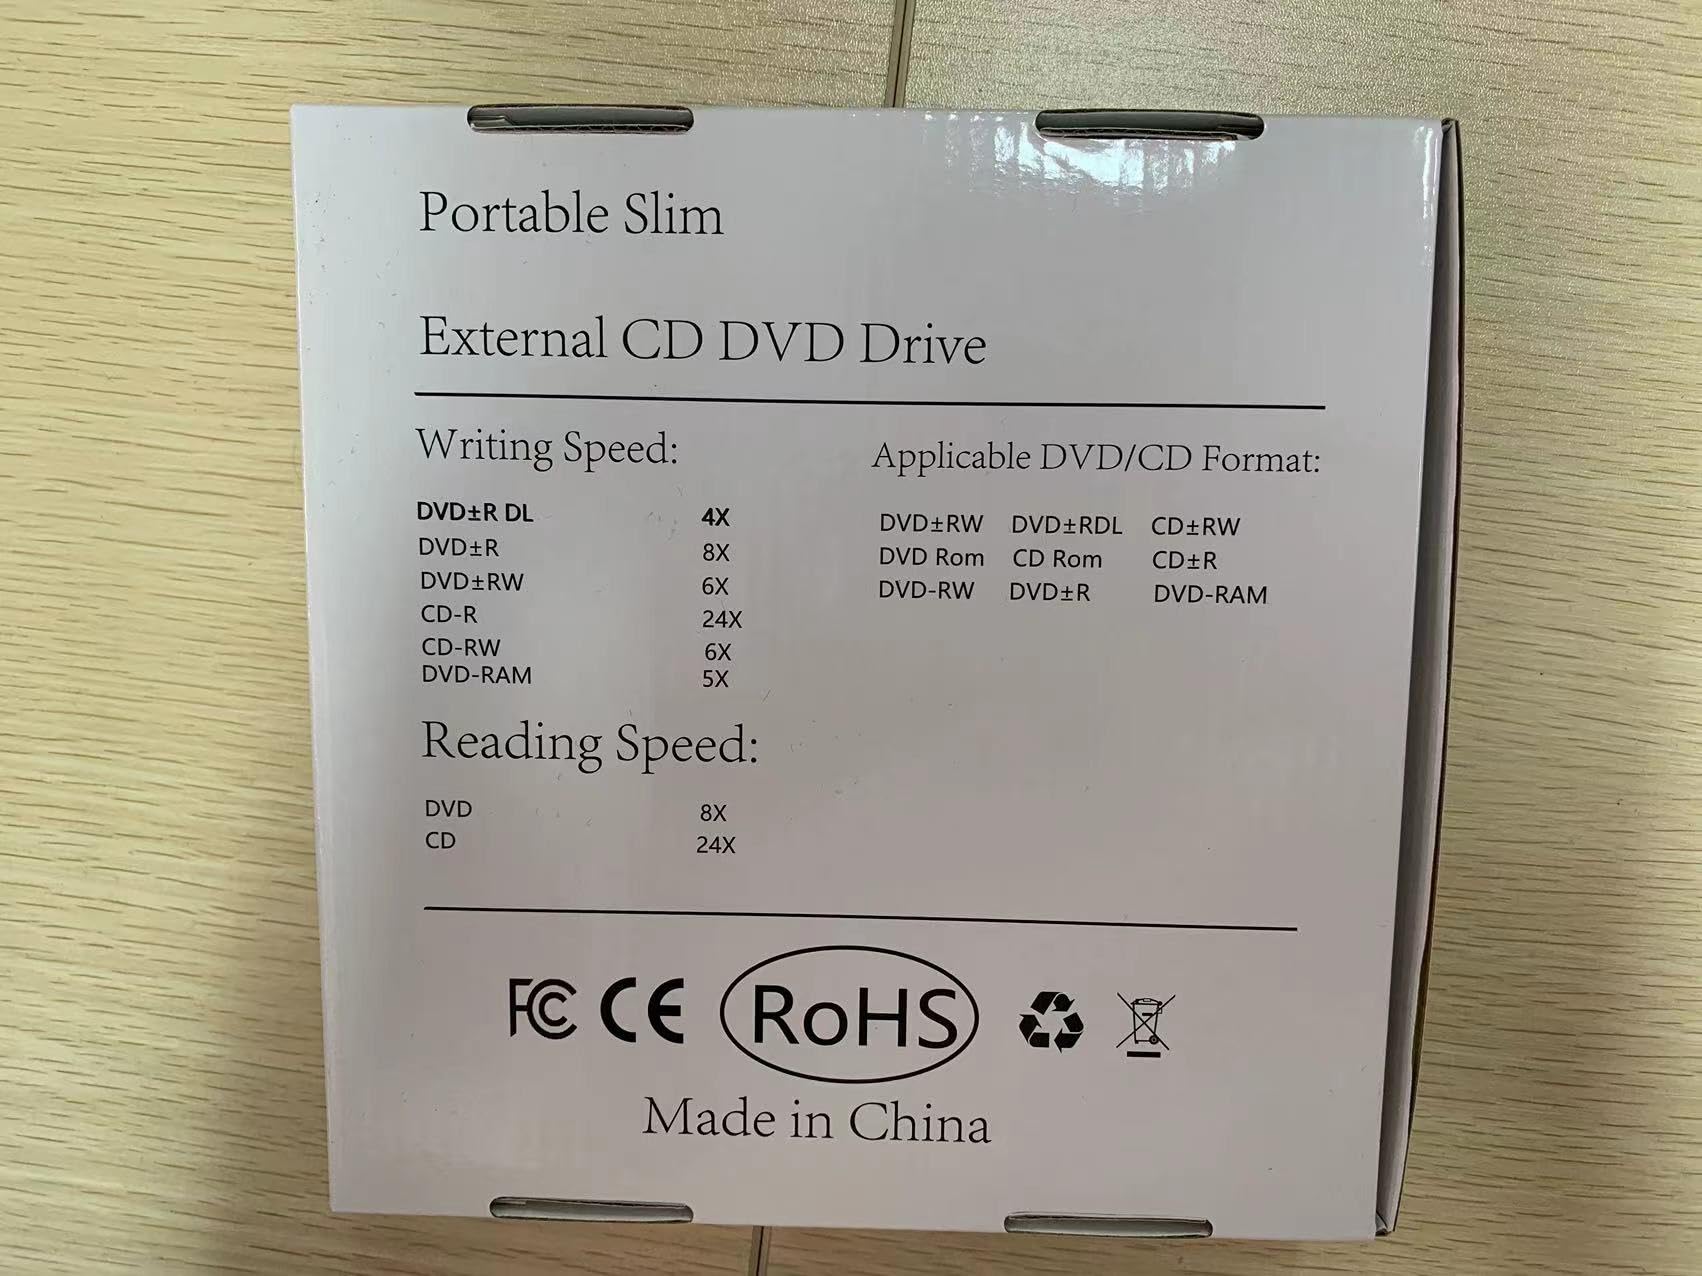 Portable Slim
External CD DVD Drive
Writing Speed:
DVD±R DL 4X
DVD±R 8X
DVD±RW 6X
CD-R 24X
CD-RW 6X
DVD-RAM 5X
Reading Speed:
DVD 8X
CD 24X
Applicable DVD/CD Format:
DVD±RW DVD±RDL CD±RW
DVD Rom CD Rom CD±R
DVD-RW DVD±R DVD-RAM
FC CE RoHS
Made in China